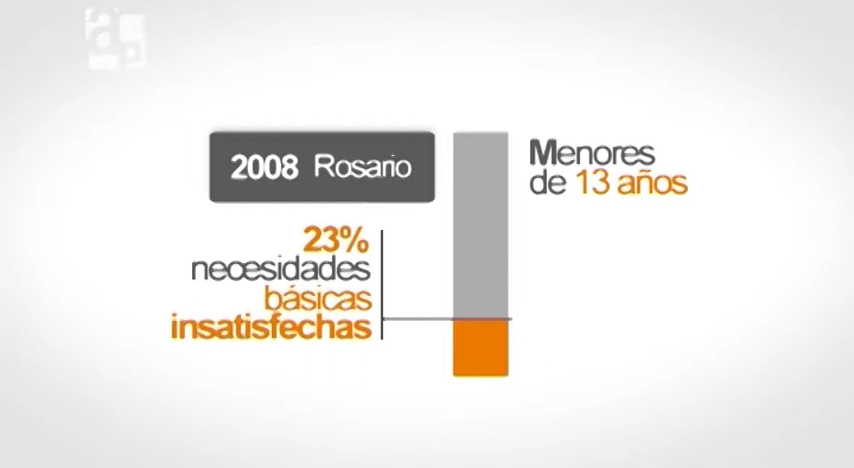 2008 Rosario
Menores
de 13 años
23%
necesidades
básicas
insatisfechas